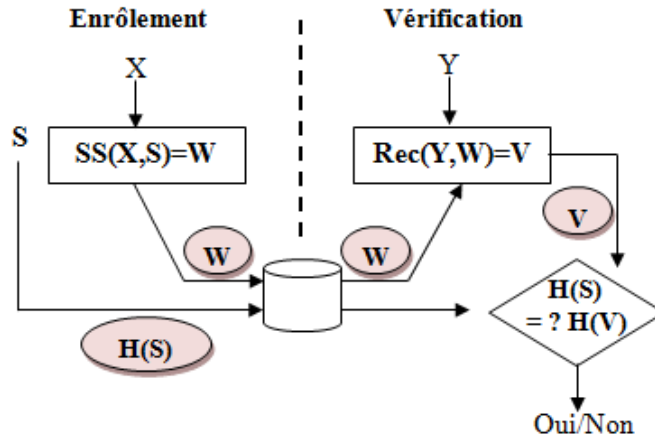 Enrôlement
Vérification
X
Y
S
SS(X,S)=W
Rec(Y,W)=V
W
W
V
H(S)
H(S)
= ? H(V)
Oui/Non